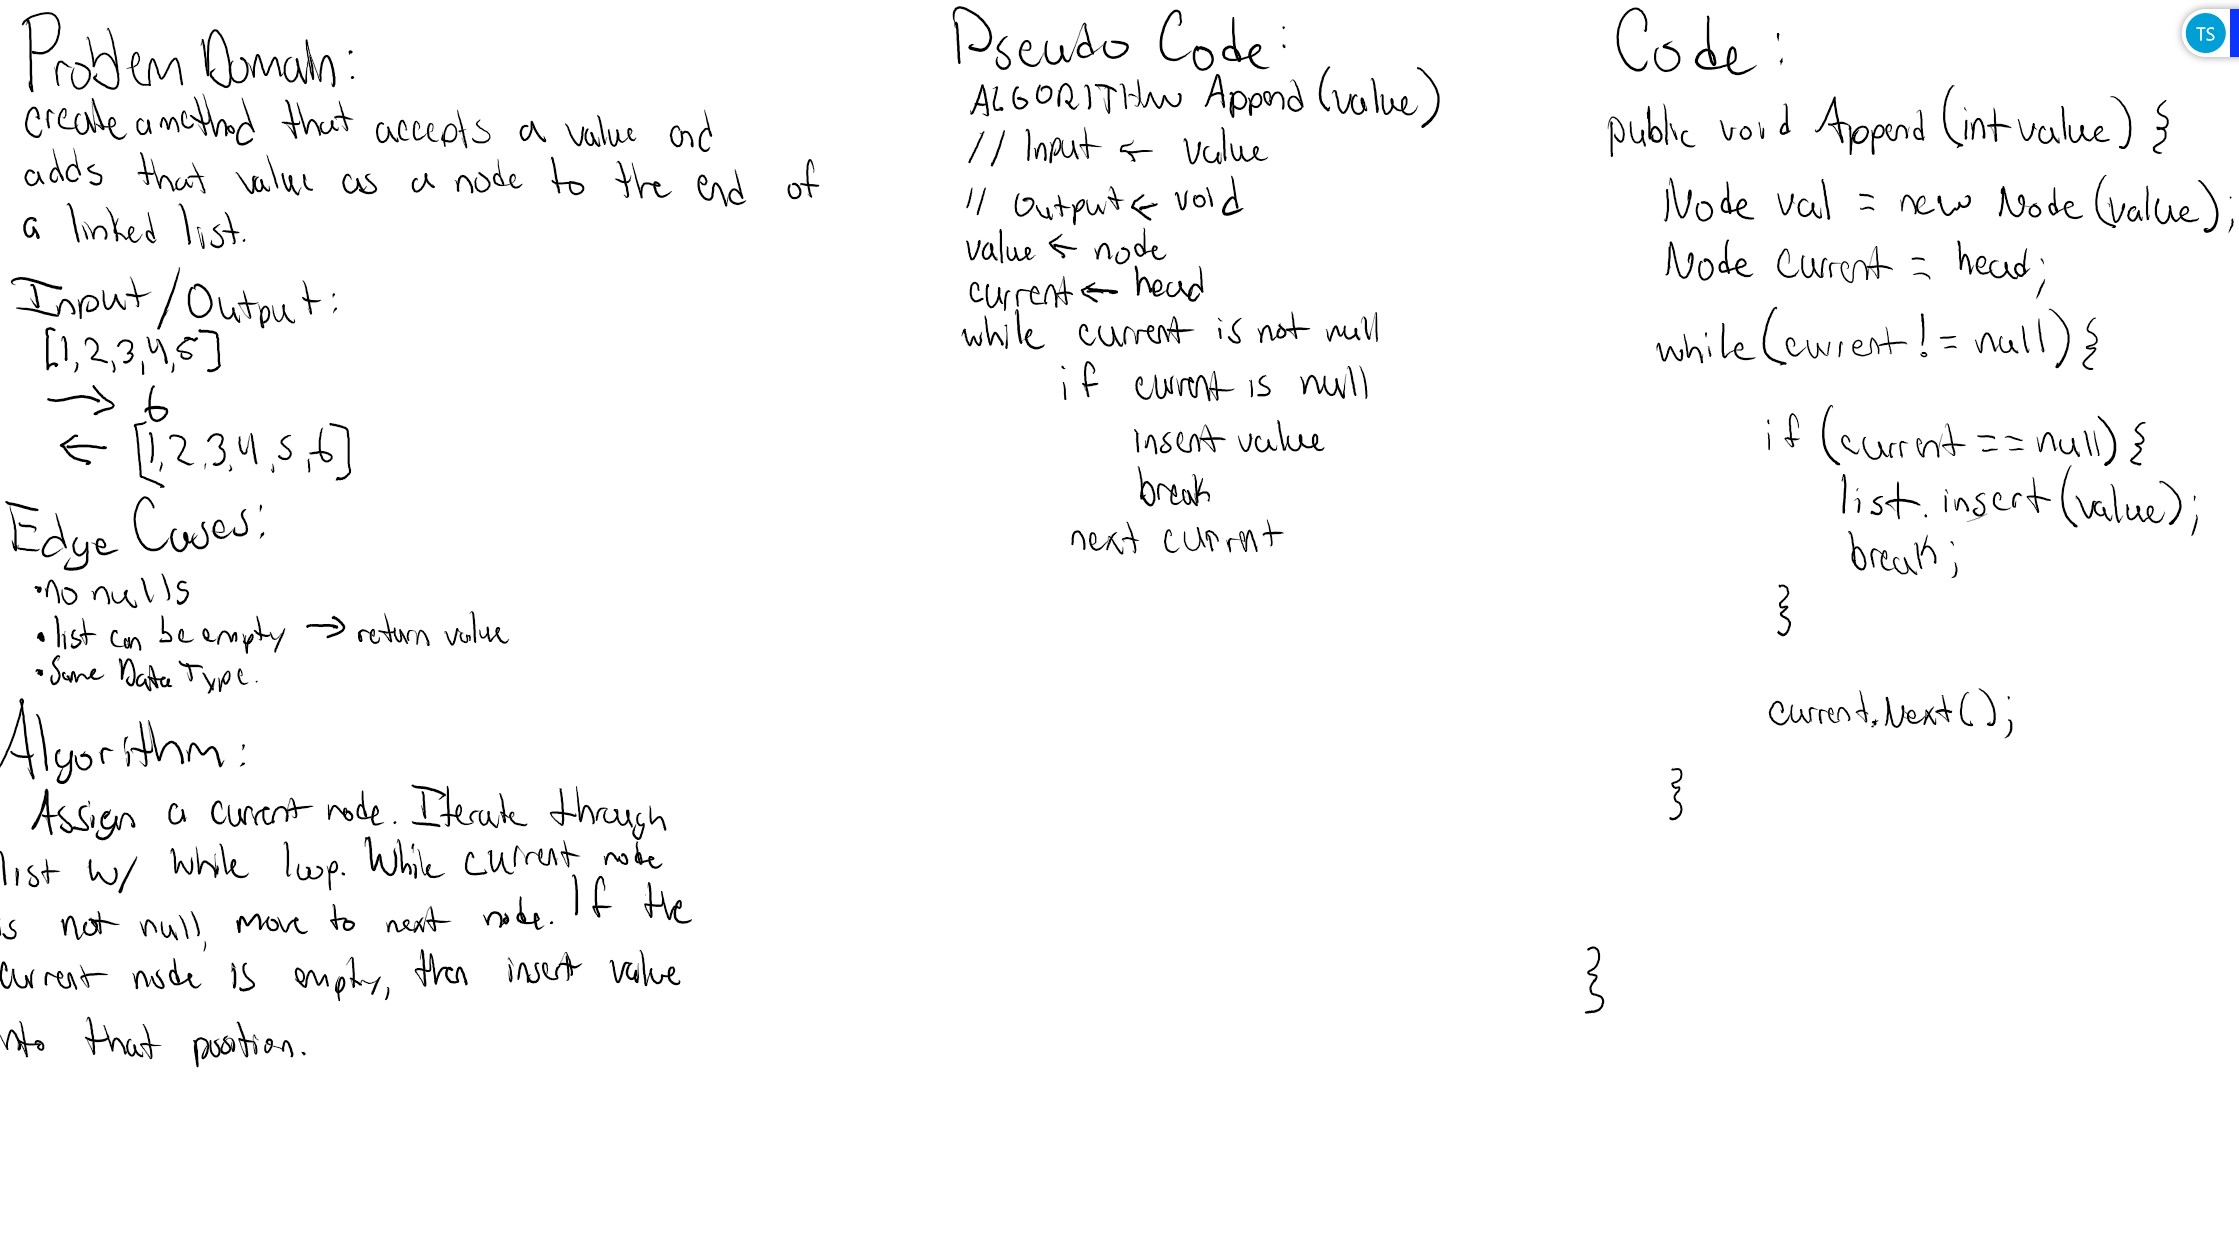 Problem Domain:
create a method that accepts a value and
adds that value as a node to the end of
a linked list.
Input/Output:
[1,2,3,4,5]
→ 6
← [1,2,3,4,5,6]
Edge Cases:
• no nulls
• list can be empty → return value
• Same Data Type.
Algorithm:
Assign a current node. Iterate through
list w/ while loop. While current node
is not null, move to next node. If the
current node is empty, then insert value
nto that position.
Pseudo Code:
ALGORITHM Append (value)
// Input ← value
// Output ← void
value ← node
current ← head
while current is not null
if current is null
insert value
break
next current
Code:
public void Append (int value) {
Node val = new Node (value);
Node current = head;
while (current != null) {
if (current == null) {
list.insert(value);
break;
}
current.Next();
}
}
TS